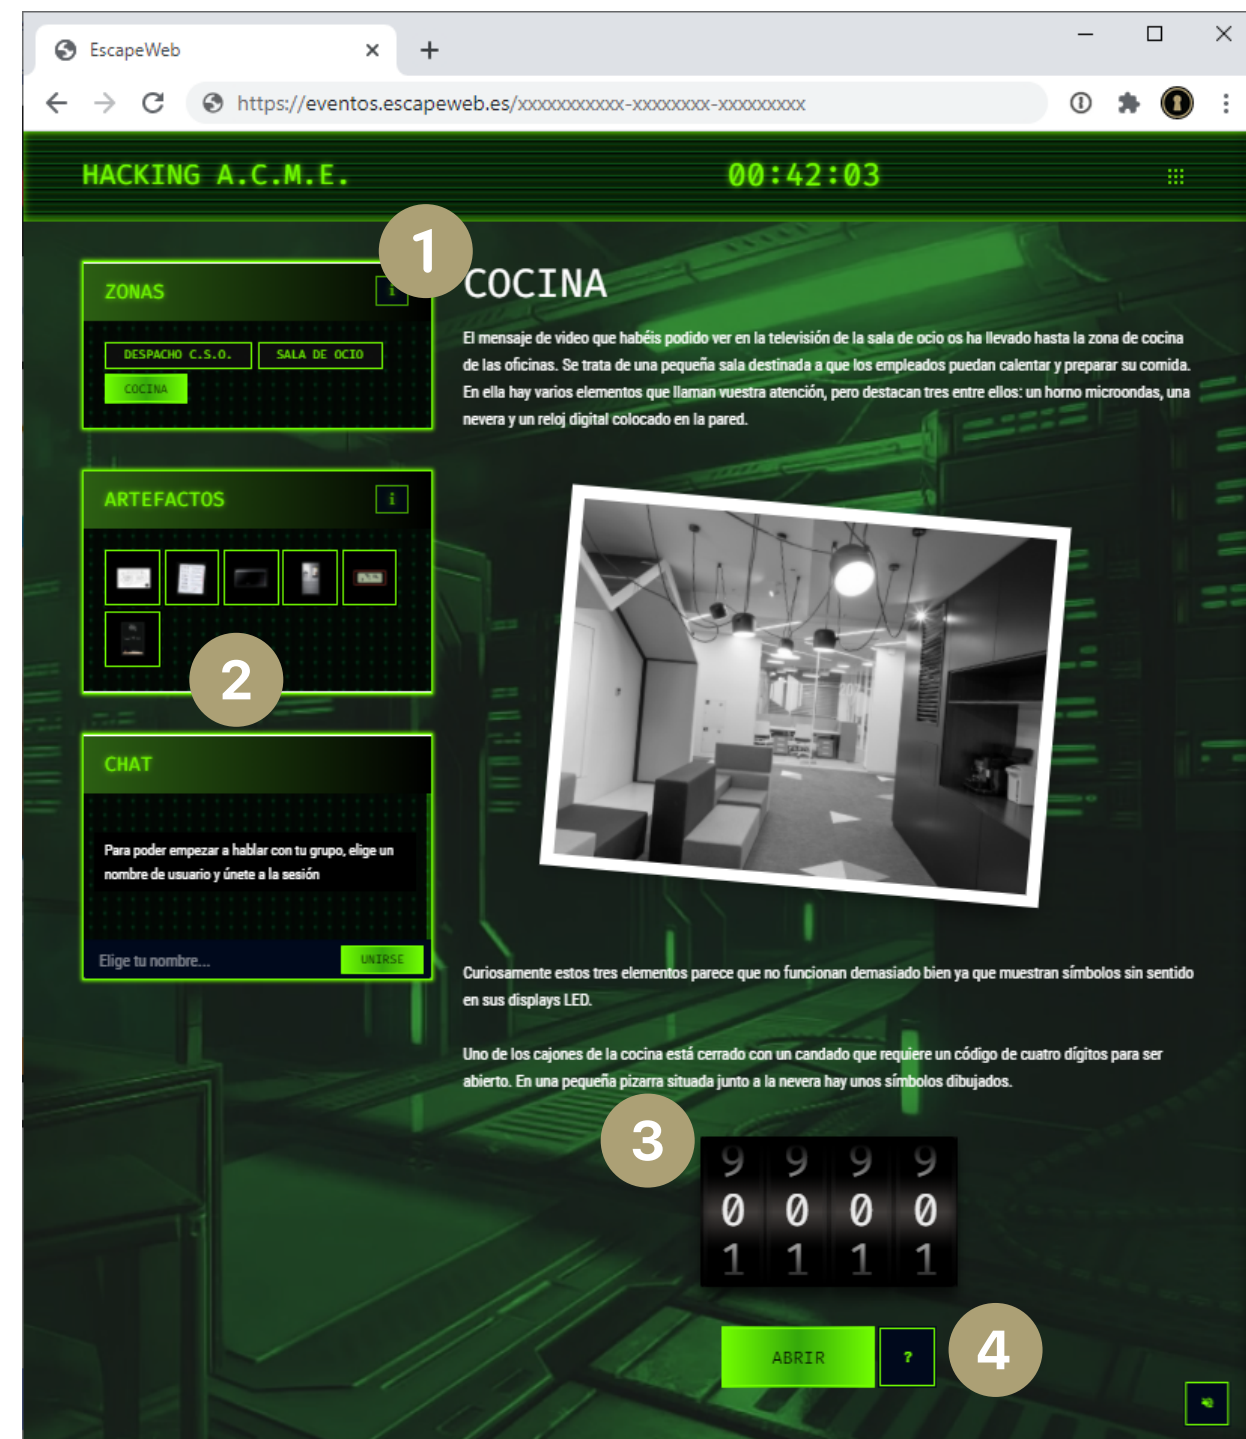 EscapeWeb
https://eventos.escapeweb.es/xxxxxxxxxxx-xxxxxxxx-xxxxxxxxx
HACKING A.C.M.E.
00:42:03
1
ZONAS
i
DESPACHO C.S.O.
SALA DE OCIO
COCINA
ARTEFACTOS
i
2
CHAT
Para poder empezar a hablar con tu grupo, elige un
nombre de usuario y únete a la sesión
Elige tu nombre...
UNIRSE
COCINA
El mensaje de video que habéis podido ver en la televisión de la sala de ocio os ha llevado hasta la zona de cocina
de las oficinas. Se trata de una pequeña sala destinada a que los empleados puedan calentar y preparar su comida.
En ella hay varios elementos que llaman vuestra atención, pero destacan tres entre ellos: un horno microondas, una
nevera y un reloj digital colocado en la pared.
Curiosamente estos tres elementos parece que no funcionan demasiado bien ya que muestran símbolos sin sentido
en sus displays LED.
Uno de los cajones de la cocina está cerrado con un candado que requiere un código de cuatro dígitos para ser
abierto. En una pequeña pizarra situada junto a la nevera hay unos símbolos dibujados.
3
9 9 9 9
0 0 0 0
1 1 1 1
ABRIR
?
4